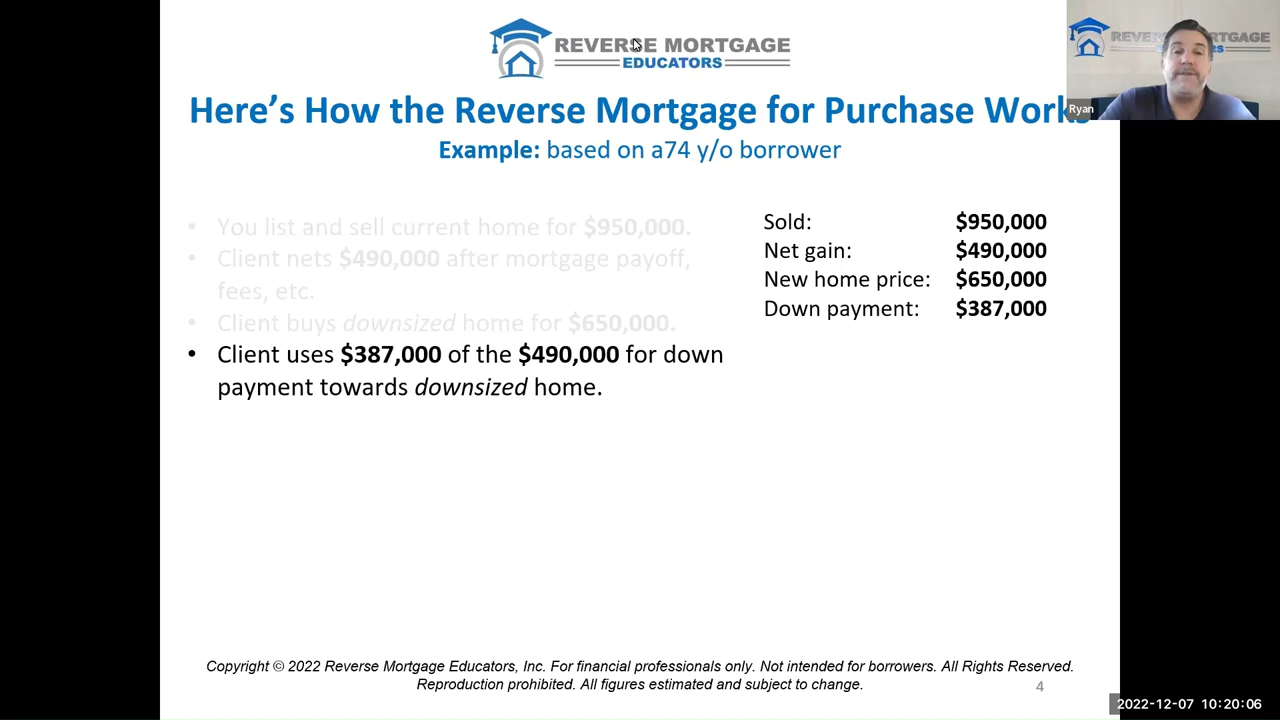 REVERSE MORTGAGE
EDUCATORS
REVERSE MORTGAGE
Ryan
Here's How the Reverse Mortgage for Purchase Works
Example: based on a74 y/o borrower
• You list and sell current home for $950,000.
• Client nets $490,000 after mortgage payoff,
fees, etc.
• Client buys downsized home for $650,000.
• Client uses $387,000 of the $490,000 for down
payment towards downsized home.
Sold: $950,000
Net gain: $490,000
New home price: $650,000
Down payment: $387,000
Copyright © 2022 Reverse Mortgage Educators, Inc. For financial professionals only. Not intended for borrowers. All Rights Reserved.
Reproduction prohibited. All figures estimated and subject to change.
4
2022-12-07 10:20:06